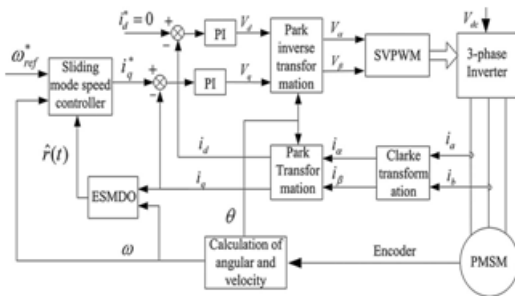 i*d=0
+
−
PI
Vd
Park
inverse
transfor
mation
Vα
Vβ
SVPWM
Vdc
3-phase
Inverter
ω*ref
Sliding
mode speed
controller
i*q
+
−
PI
Vq
r̂(t)
id
iq
Park
Transfor
mation
iα
iβ
Clarke
transform
ation
ia
ib
ESMDO
θ
ω
Calculation of
angular and
velocity
Encoder
PMSM